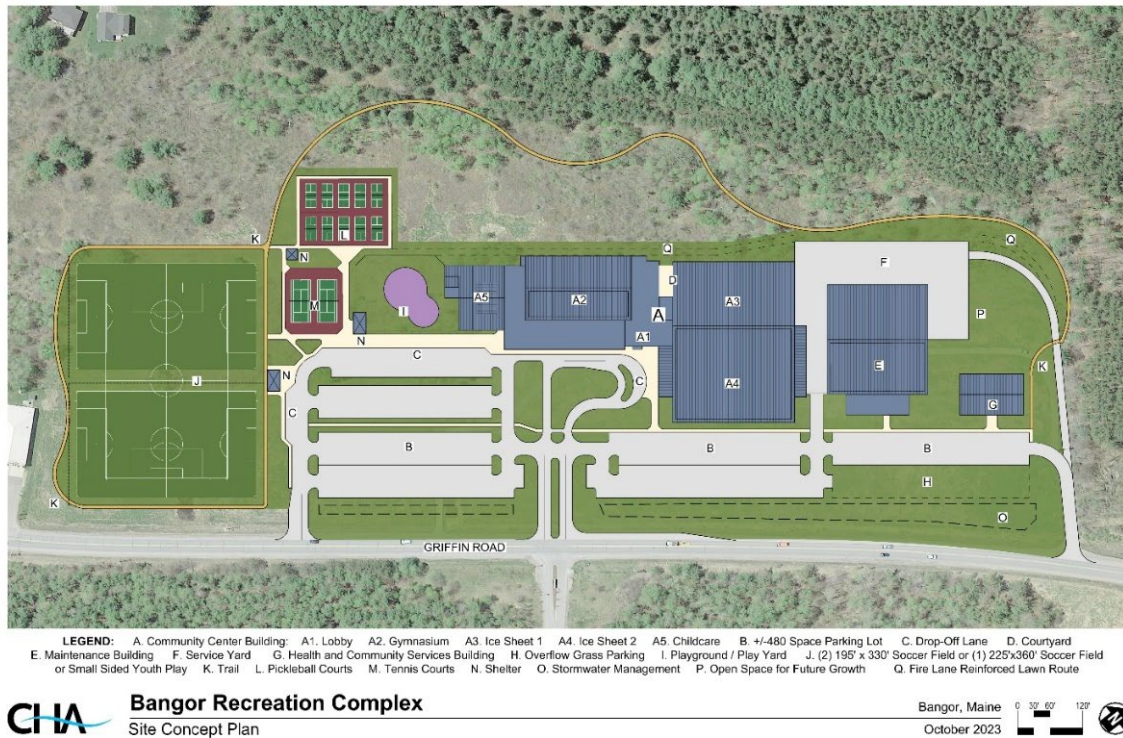 K
L
N
Q
Q
F
D
A5
A2
A
A3
P
M
I
A1
N
C
E
K
J
N
C
A4
G
C
B
B
B
K
H
O
GRIFFIN ROAD
LEGEND: A. Community Center Building: A1. Lobby A2. Gymnasium A3. Ice Sheet 1 A4. Ice Sheet 2 A5. Childcare B. +/-480 Space Parking Lot C. Drop-Off Lane D. Courtyard
E. Maintenance Building F. Service Yard G. Health and Community Services Building H. Overflow Grass Parking I. Playground / Play Yard J. (2) 195' x 330' Soccer Field or (1) 225'x360' Soccer Field
or Small Sided Youth Play K. Trail L. Pickleball Courts M. Tennis Courts N. Shelter O. Stormwater Management P. Open Space for Future Growth Q. Fire Lane Reinforced Lawn Route
CHA
Bangor Recreation Complex
Site Concept Plan
Bangor, Maine
October 2023
0 30' 60' 120'
N